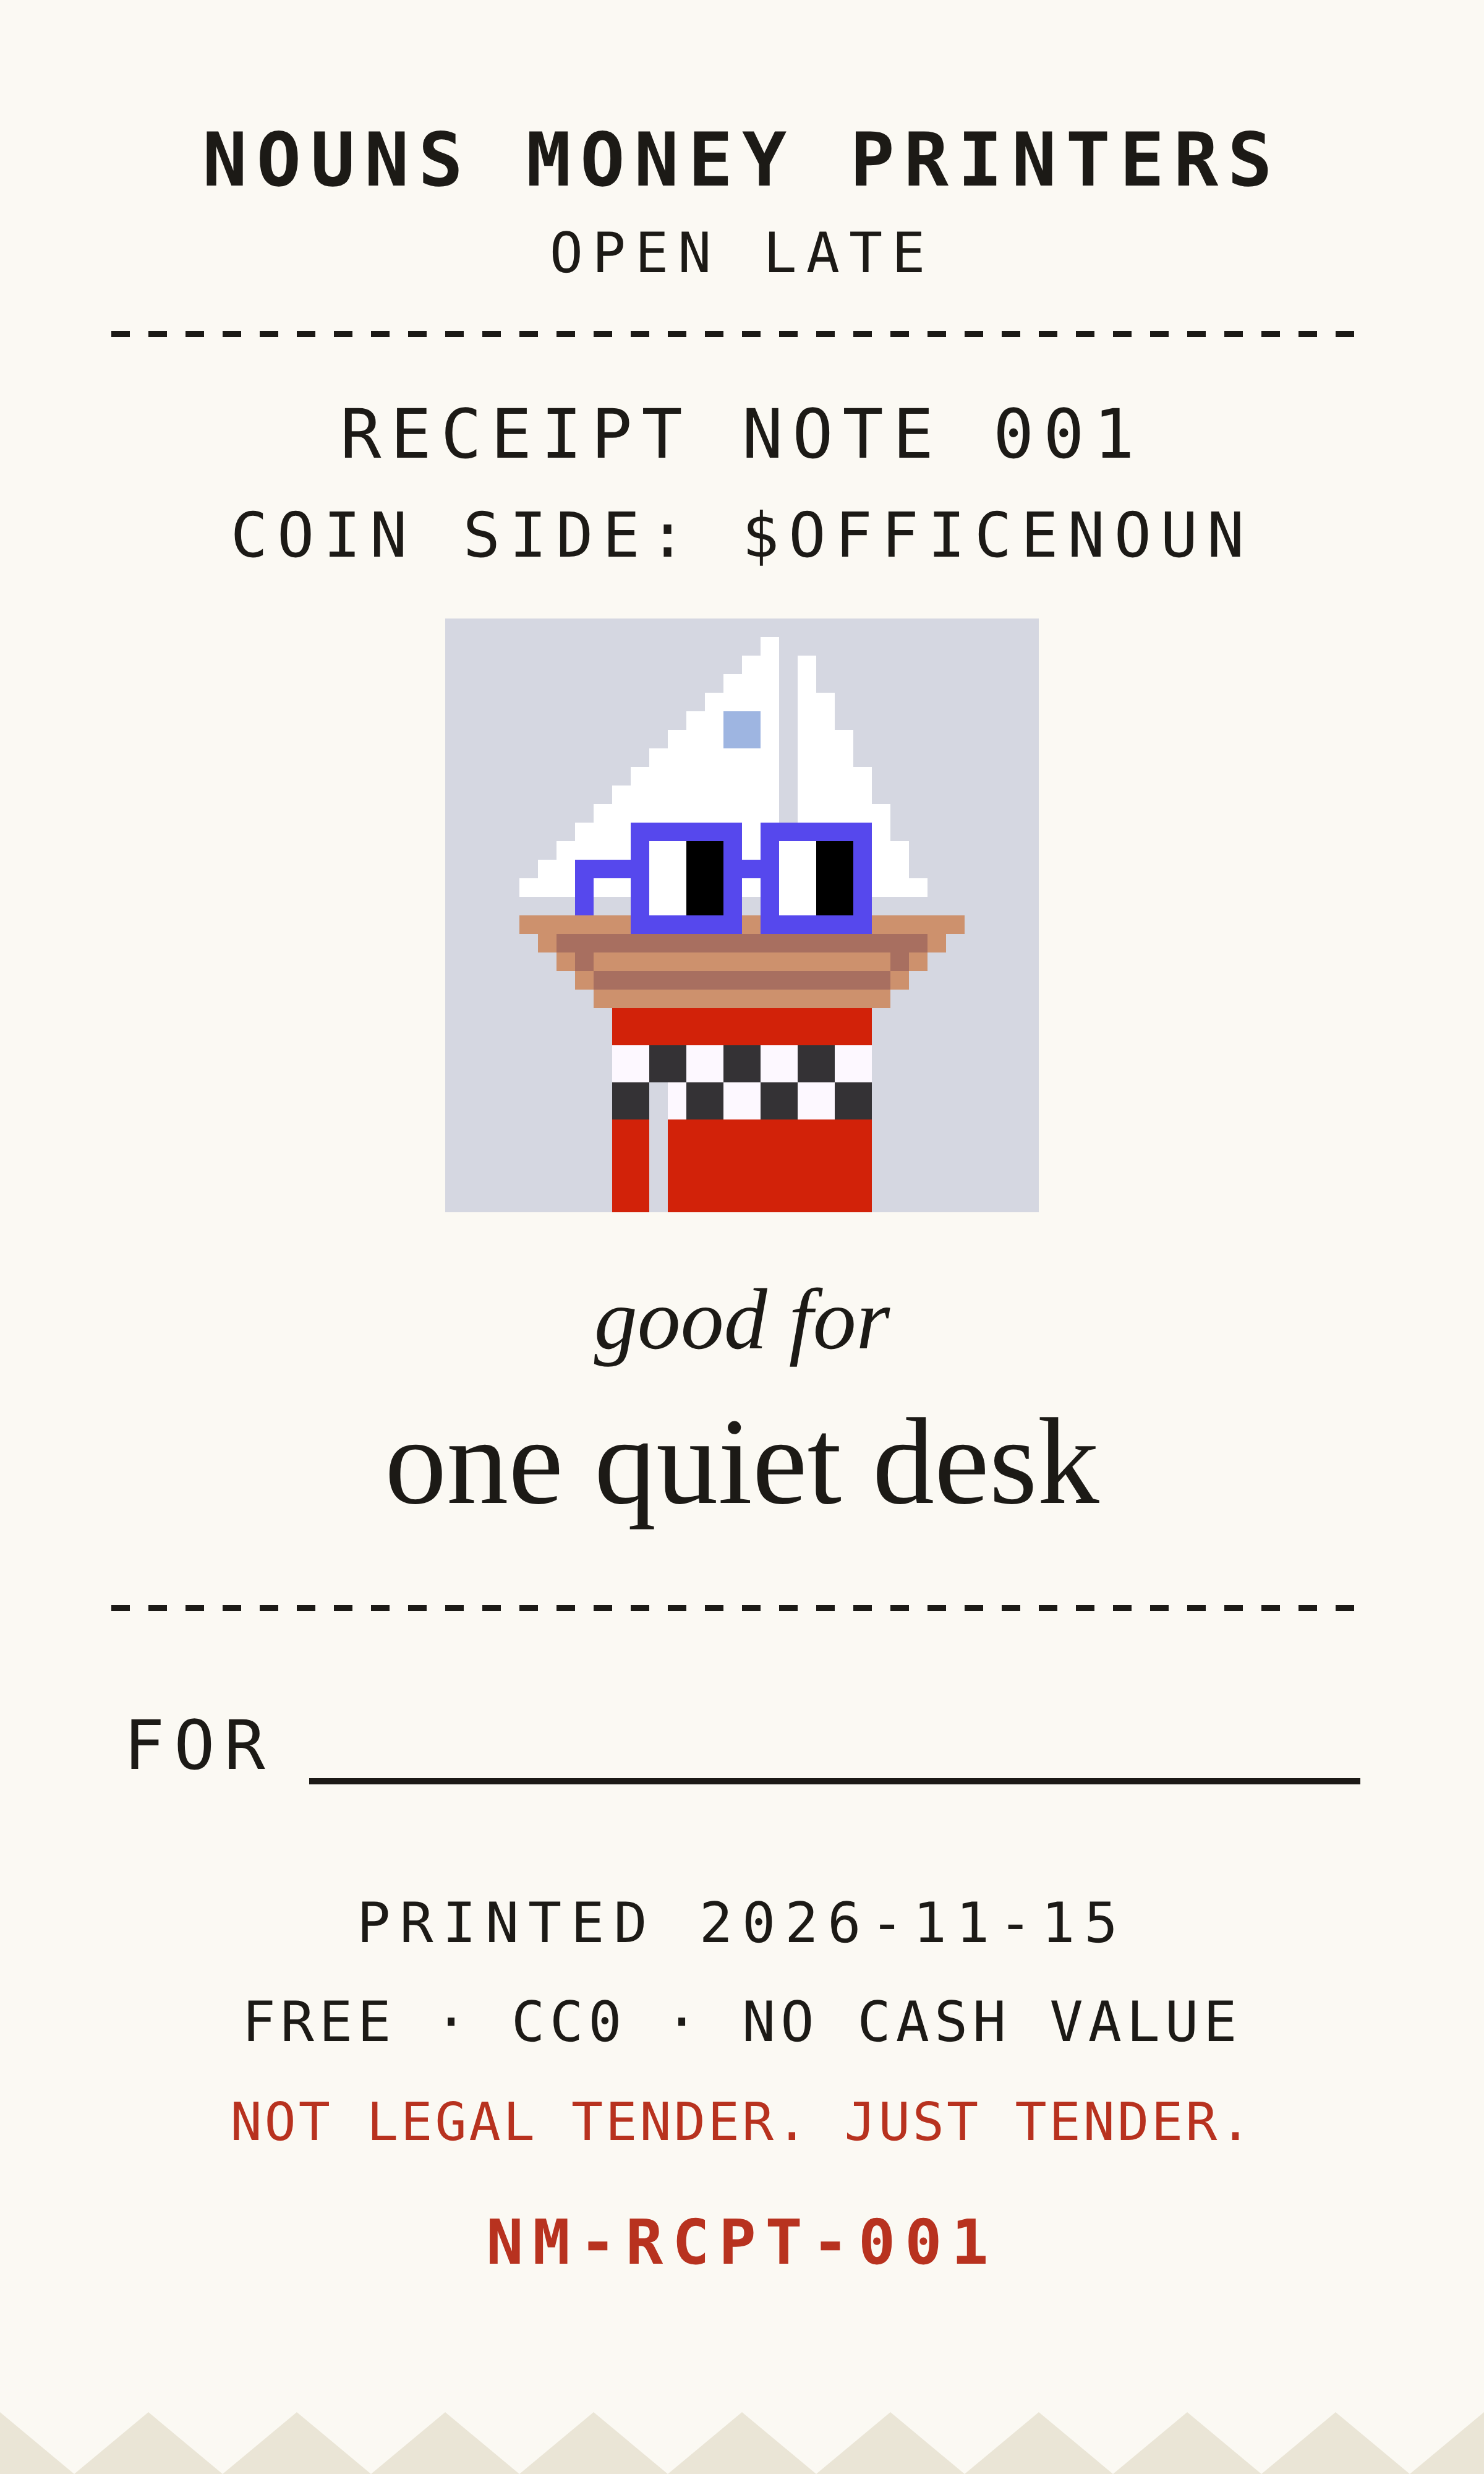 NOUNS MONEY PRINTERS
OPEN LATE
RECEIPT NOTE 001
COIN SIDE: $OFFICENOUN
good for
one quiet desk
FOR
PRINTED 2026-11-15
FREE · CC0 · NO CASH VALUE
NOT LEGAL TENDER. JUST TENDER.
NM-RCPT-001